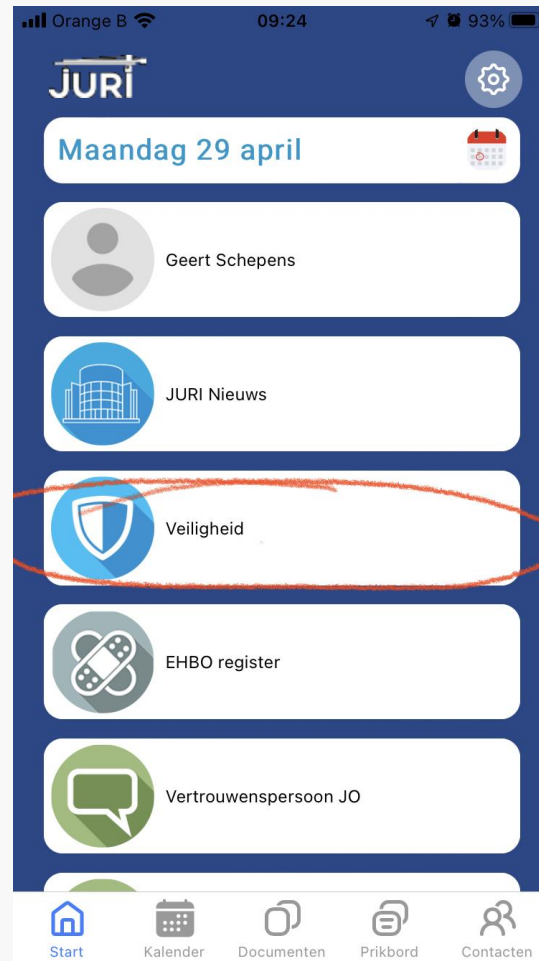 Orange B 09:24 93%
JURI
Maandag 29 april
Geert Schepens
JURI Nieuws
Veiligheid
EHBO register
Vertrouwenspersoon JO
Start Kalender Documenten Prikbord Contacten